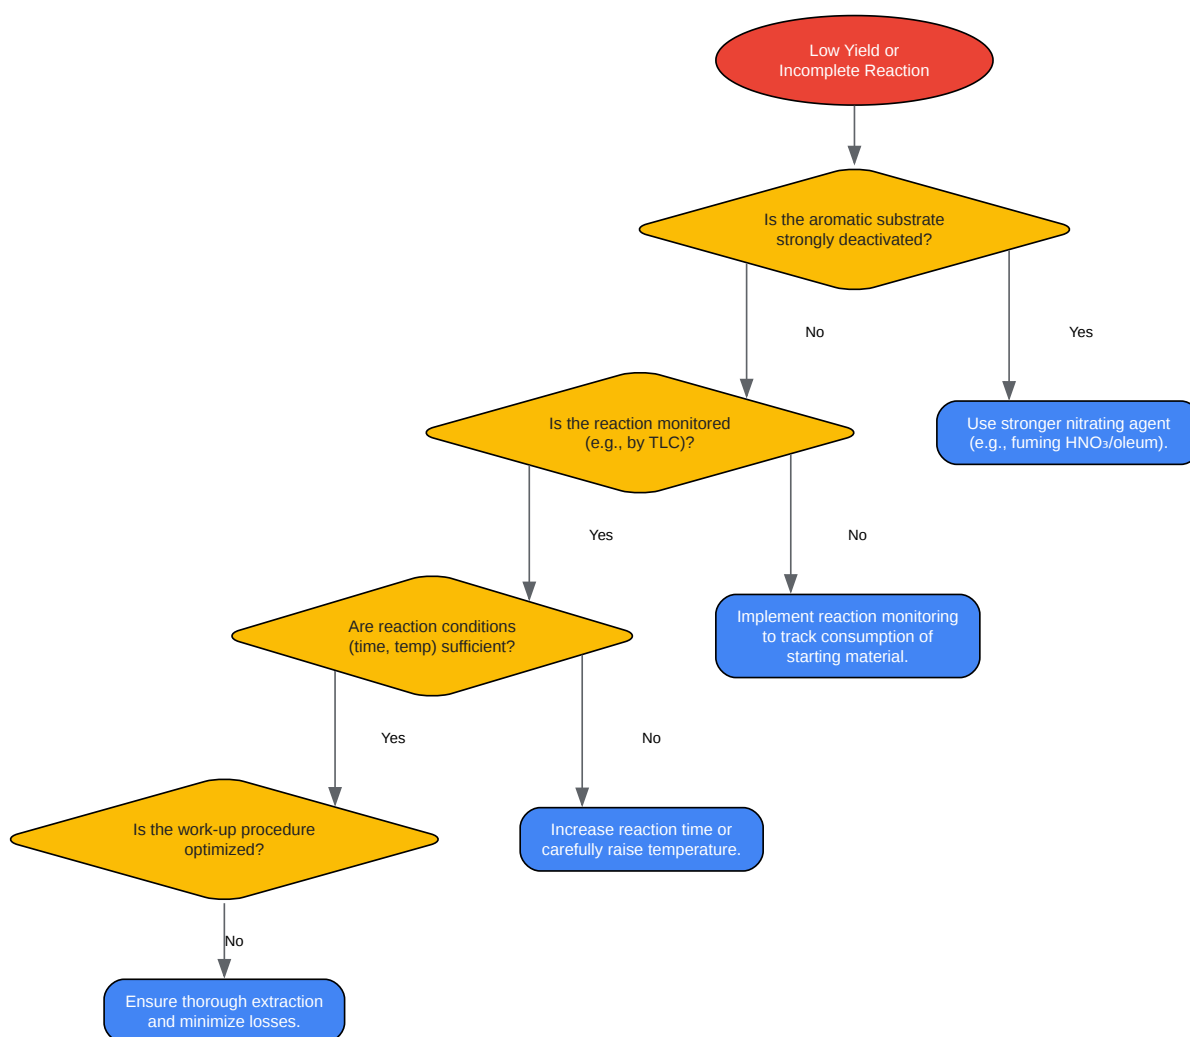 Low Yield or
Incomplete Reaction
Is the aromatic substrate
strongly deactivated?
No
Yes
Is the reaction monitored
(e.g., by TLC)?
Use stronger nitrating agent
(e.g., fuming HNO₃/oleum).
Yes
No
Are reaction conditions
(time, temp) sufficient?
Implement reaction monitoring
to track consumption of
starting material.
Yes
No
Is the work-up procedure
optimized?
Increase reaction time or
carefully raise temperature.
No
Ensure thorough extraction
and minimize losses.